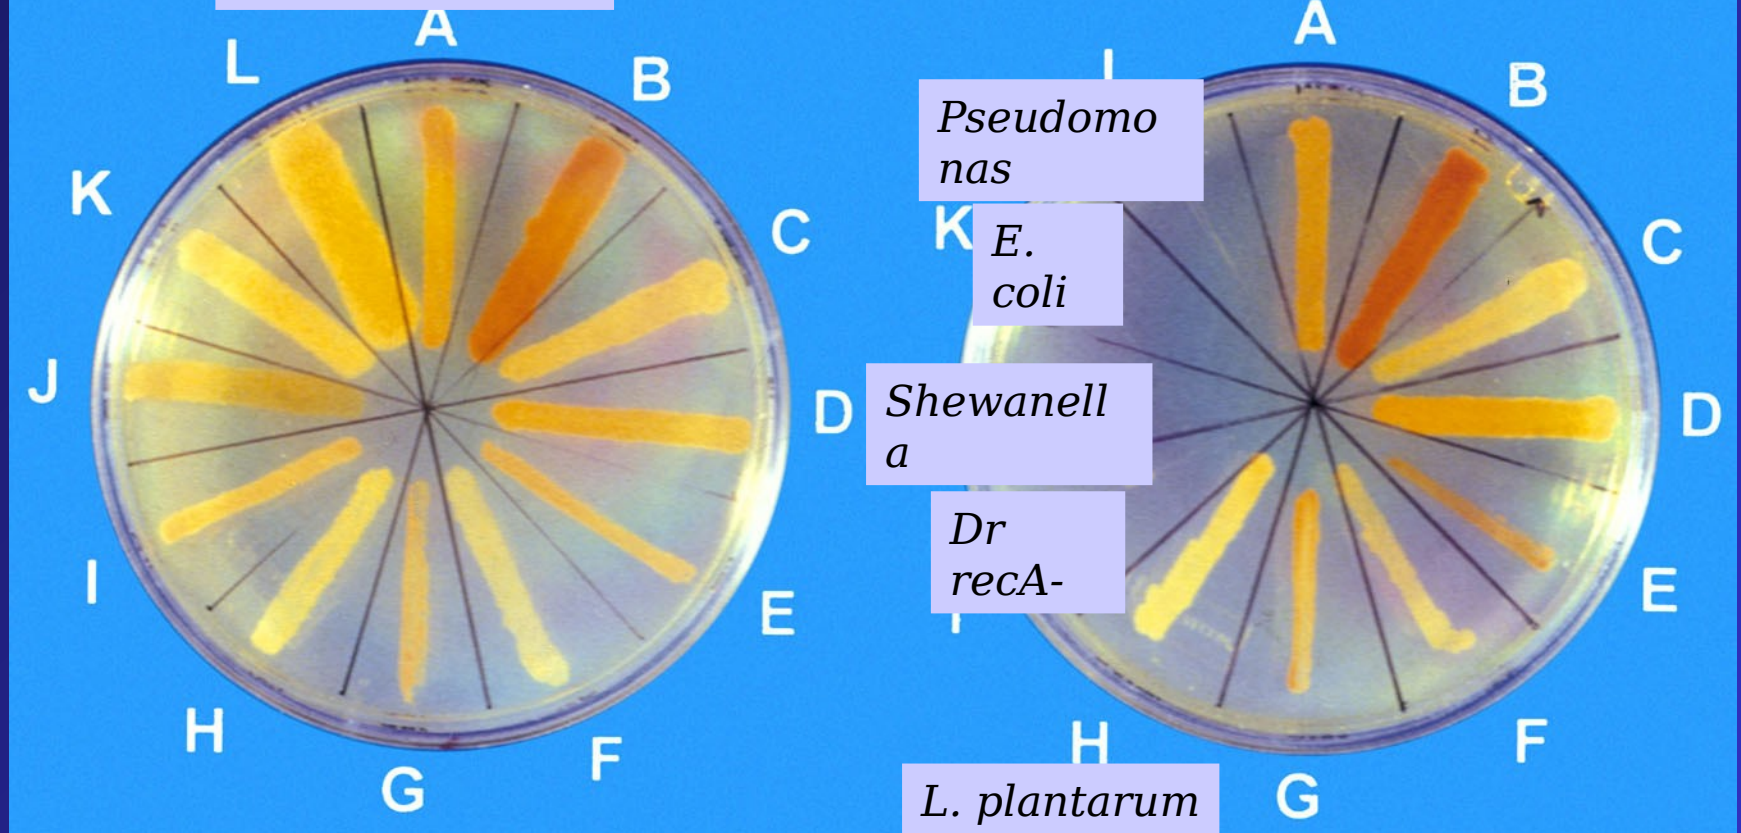 A
L
B
K
C
J
D
I
E
H
F
G
A
B
Pseudomo
nas
K
E.
coli
C
Shewanell
a
D
Dr
recA-
E
H
F
L. plantarum
G